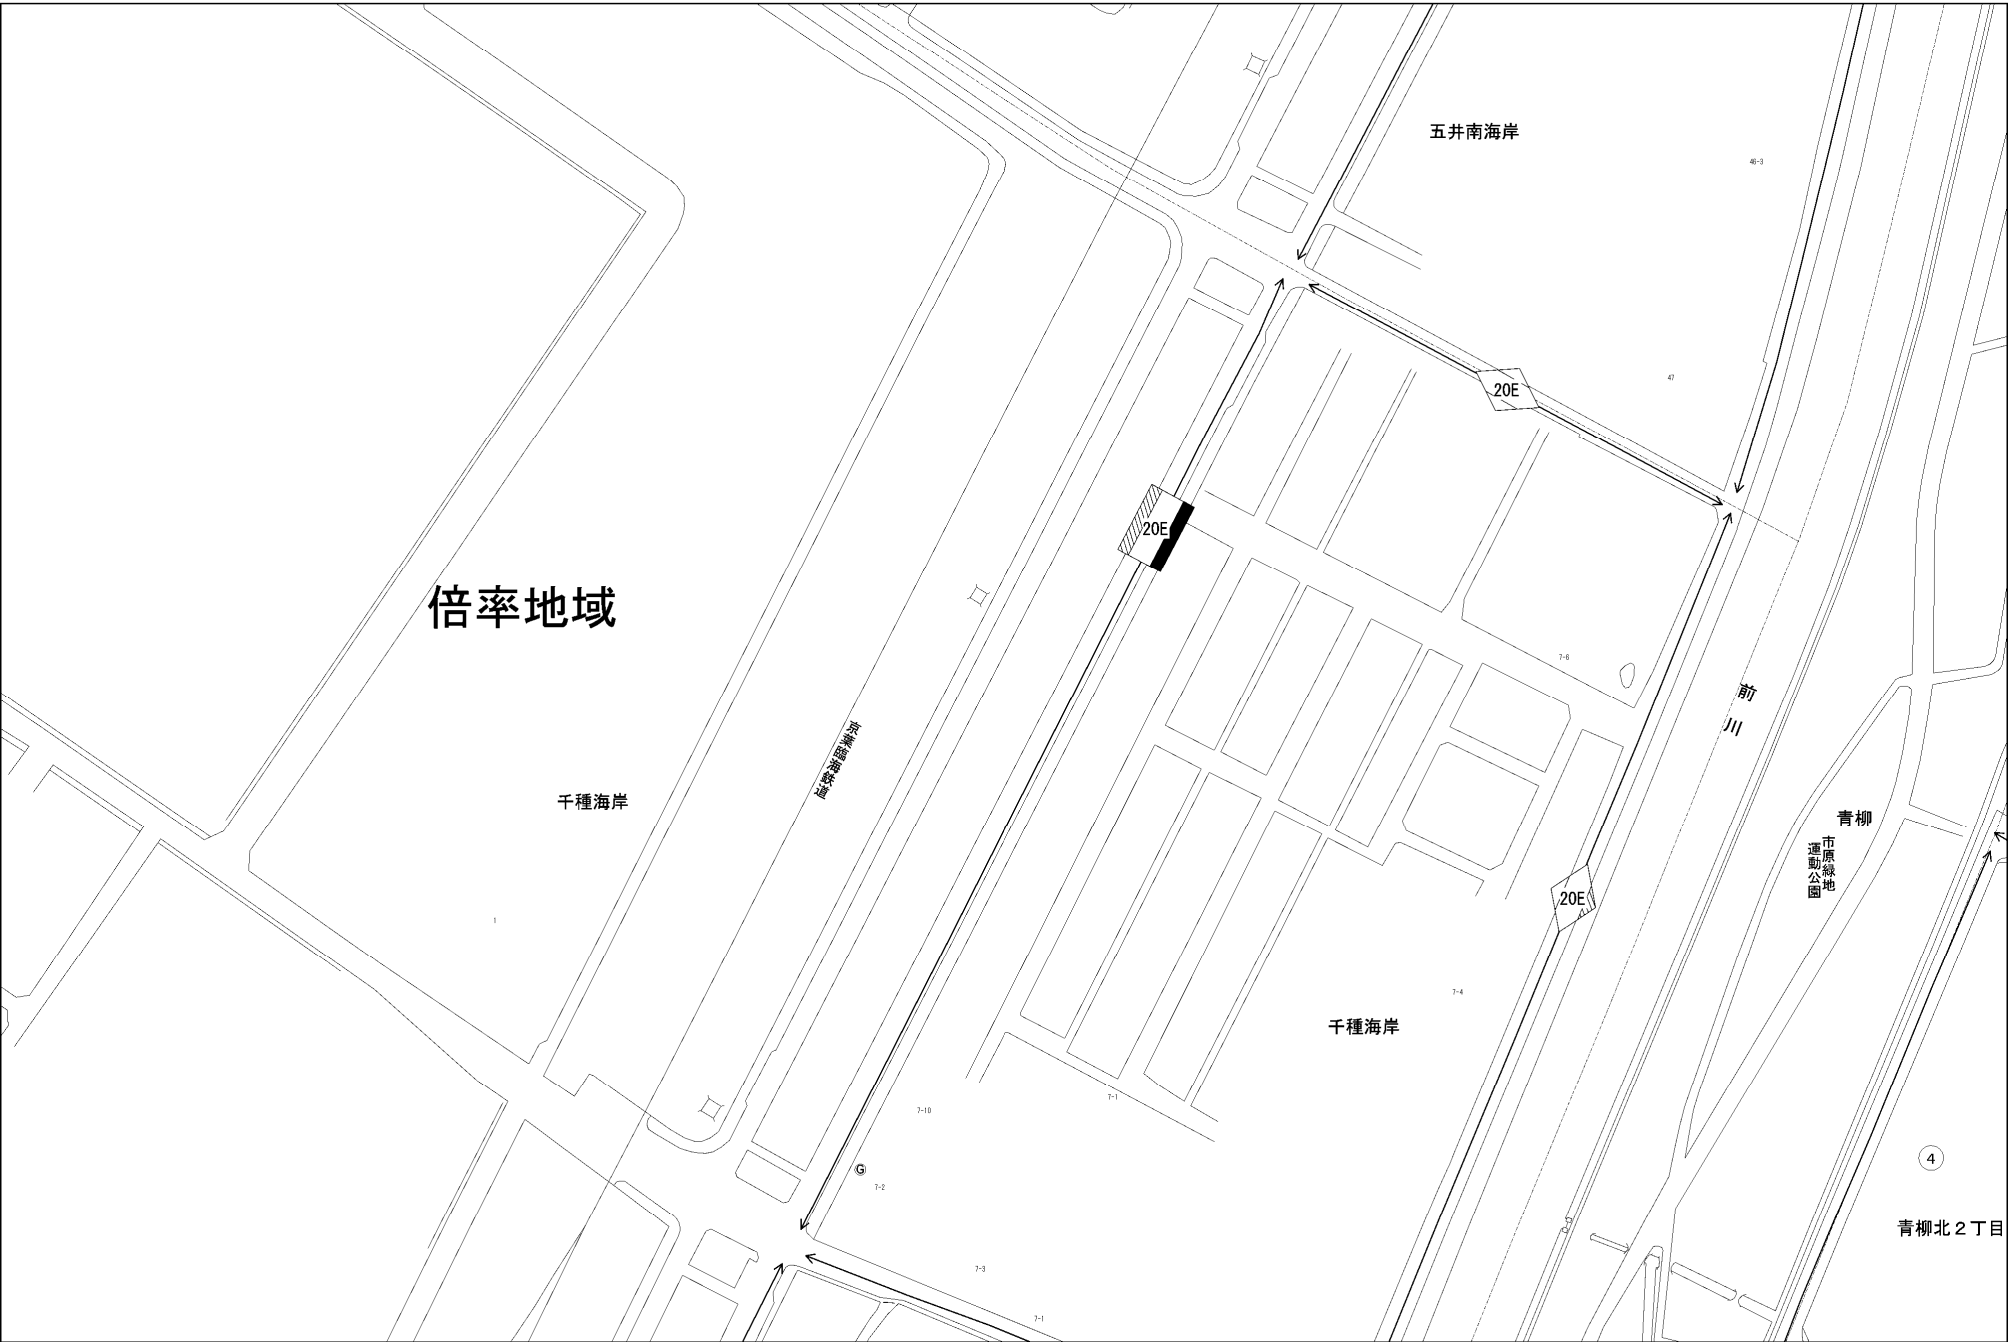 五井南海岸
46-3
47
20E
20E
倍率地域
7-6
前川
京葉臨海鉄道
千種海岸
青柳
市原緑地
運動公園
20E
1
7-4
千種海岸
7-1
7-10
G
7-2
4
青柳北2丁目
7-3
7-1